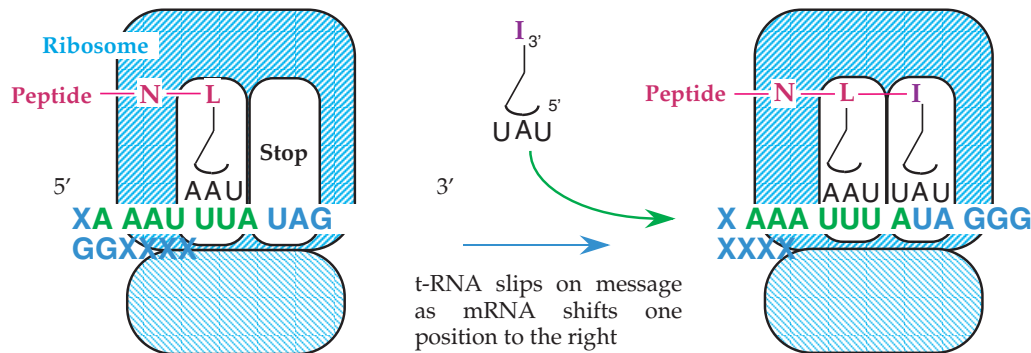 Ribosome
Peptide N L
Stop
AAU
5’
XA AAU UUA UAG
GGXXXX
I 3’
5’
UAU
3’
t-RNA slips on message
as mRNA shifts one
position to the right
Peptide N L I
AAU UAU
X AAA UUU AUA GGG
XXXX